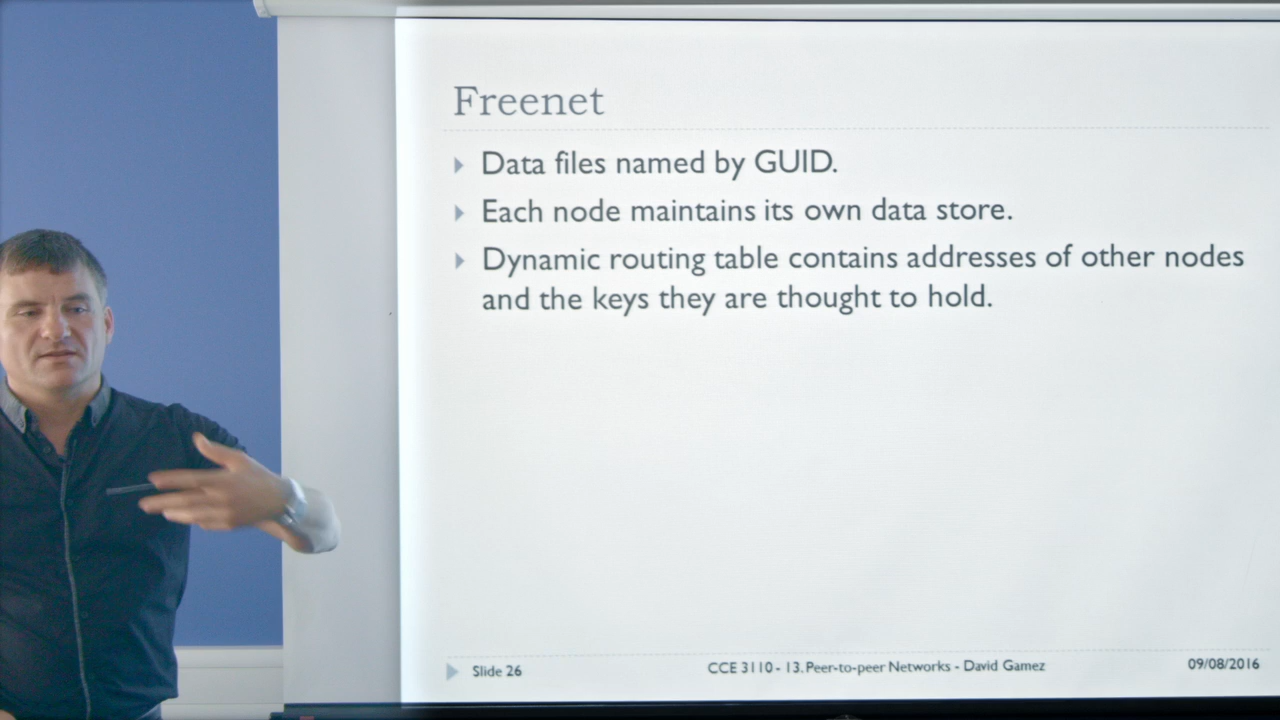 Freenet
Data files named by GUID.
Each node maintains its own data store.
Dynamic routing table contains addresses of other nodes
and the keys they are thought to hold.
Slide 26
CCE 3110 - 13. Peer-to-peer Networks - David Gamez
09/08/2016